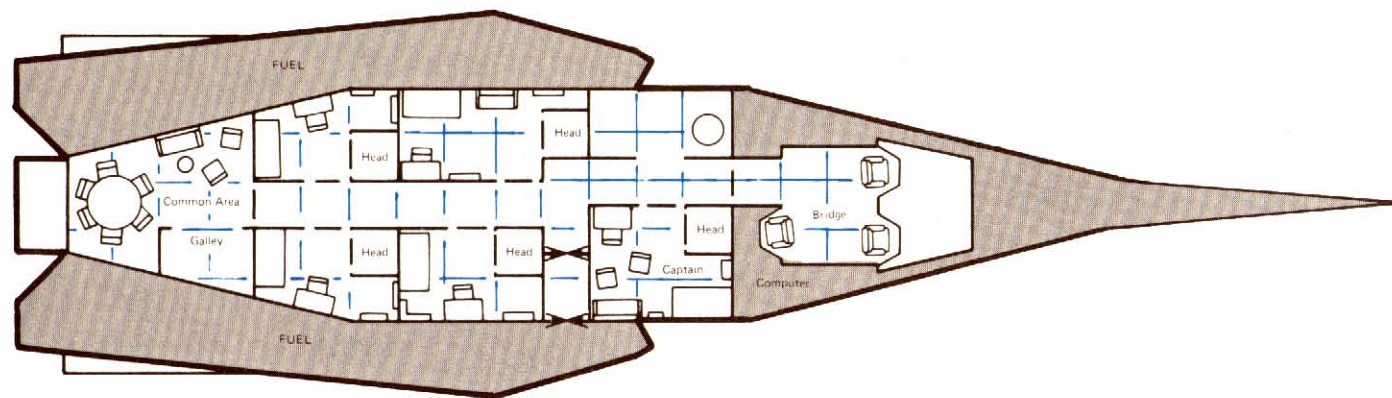 FUEL
Head
Head
Common Area
Galley
Bridge
Head
Head
Head
Captain
Computer
FUEL